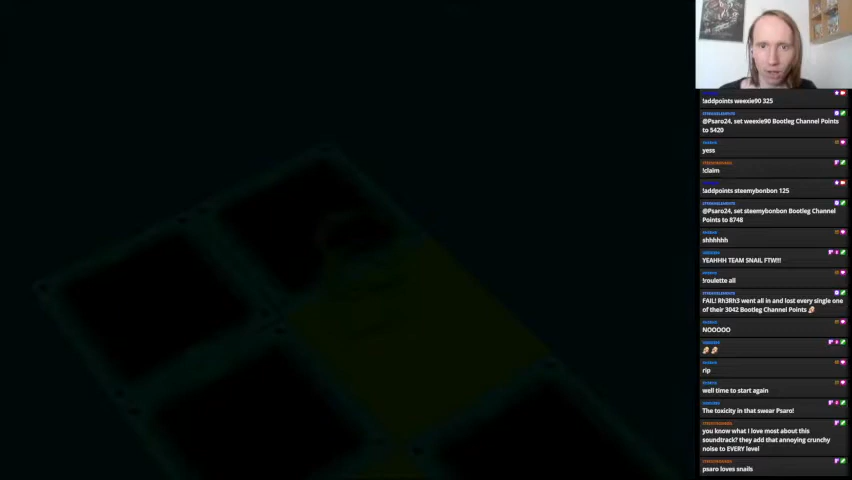 !addpoints weexie90 325
@Psaro24, set weexie90 Bootleg Channel Points
to 5420
yess
!claim
!addpoints steemybonbon 125
@Psaro24, set steemybonbon Bootleg Channel
Points to 8748
shhhhhh
YEAHHH TEAM SNAIL FTW!!!
!roulette all
FAIL! Rh3Rh3 went all in and lost every single one
of their 3042 Bootleg Channel Points
NOOOOO
rip
well time to start again
The toxicity in that swear Psaro!
you know what I love most about this
soundtrack? they add that annoying crunchy
noise to EVERY level
psaro loves snails